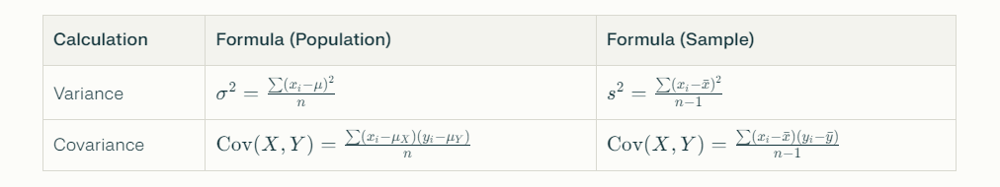 Calculation Formula (Population) Formula (Sample)
Variance σ² = ∑(xᵢ−μ)²/n s² = ∑(xᵢ−x̄)²/n−1
Covariance Cov(X, Y) = ∑(xᵢ−μ_X)(yᵢ−μ_Y)/n Cov(X, Y) = ∑(xᵢ−x̄)(yᵢ−ȳ)/n−1